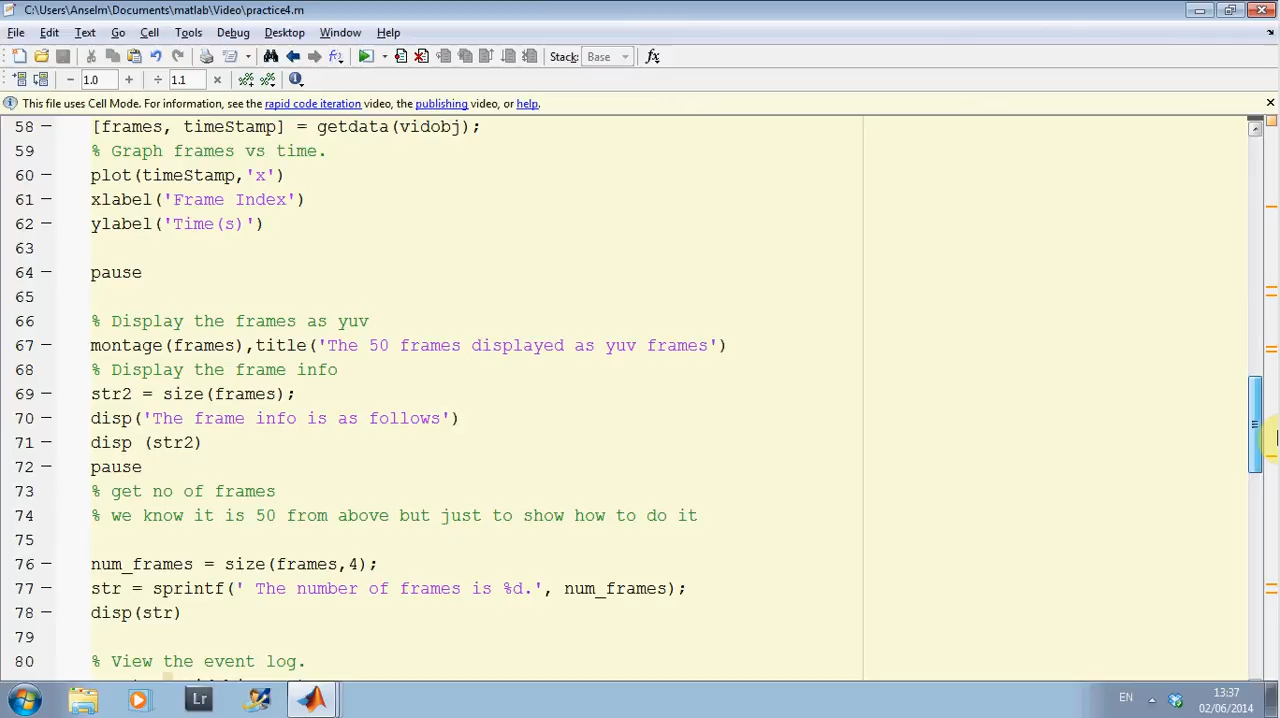 C:\Users\Anselm\Documents\matlab\Video\practice4.m
File Edit Text Go Cell Tools Debug Desktop Window Help
Stack: Base fx
1.0 1.1
This file uses Cell Mode. For information, see the rapid code iteration video, the publishing video, or help.
58 [frames, timeStamp] = getdata(vidobj);
59 % Graph frames vs time.
60 plot(timeStamp,'x')
61 xlabel('Frame Index')
62 ylabel('Time(s)')
63
64 pause
65
66 % Display the frames as yuv
67 montage(frames),title('The 50 frames displayed as yuv frames')
68 % Display the frame info
69 str2 = size(frames);
70 disp('The frame info is as follows')
71 disp (str2)
72 pause
73 % get no of frames
74 % we know it is 50 from above but just to show how to do it
75
76 num_frames = size(frames,4);
77 str = sprintf(' The number of frames is %d.', num_frames);
78 disp(str)
79
80 % View the event log.
Lr
EN
13:37
02/06/2014